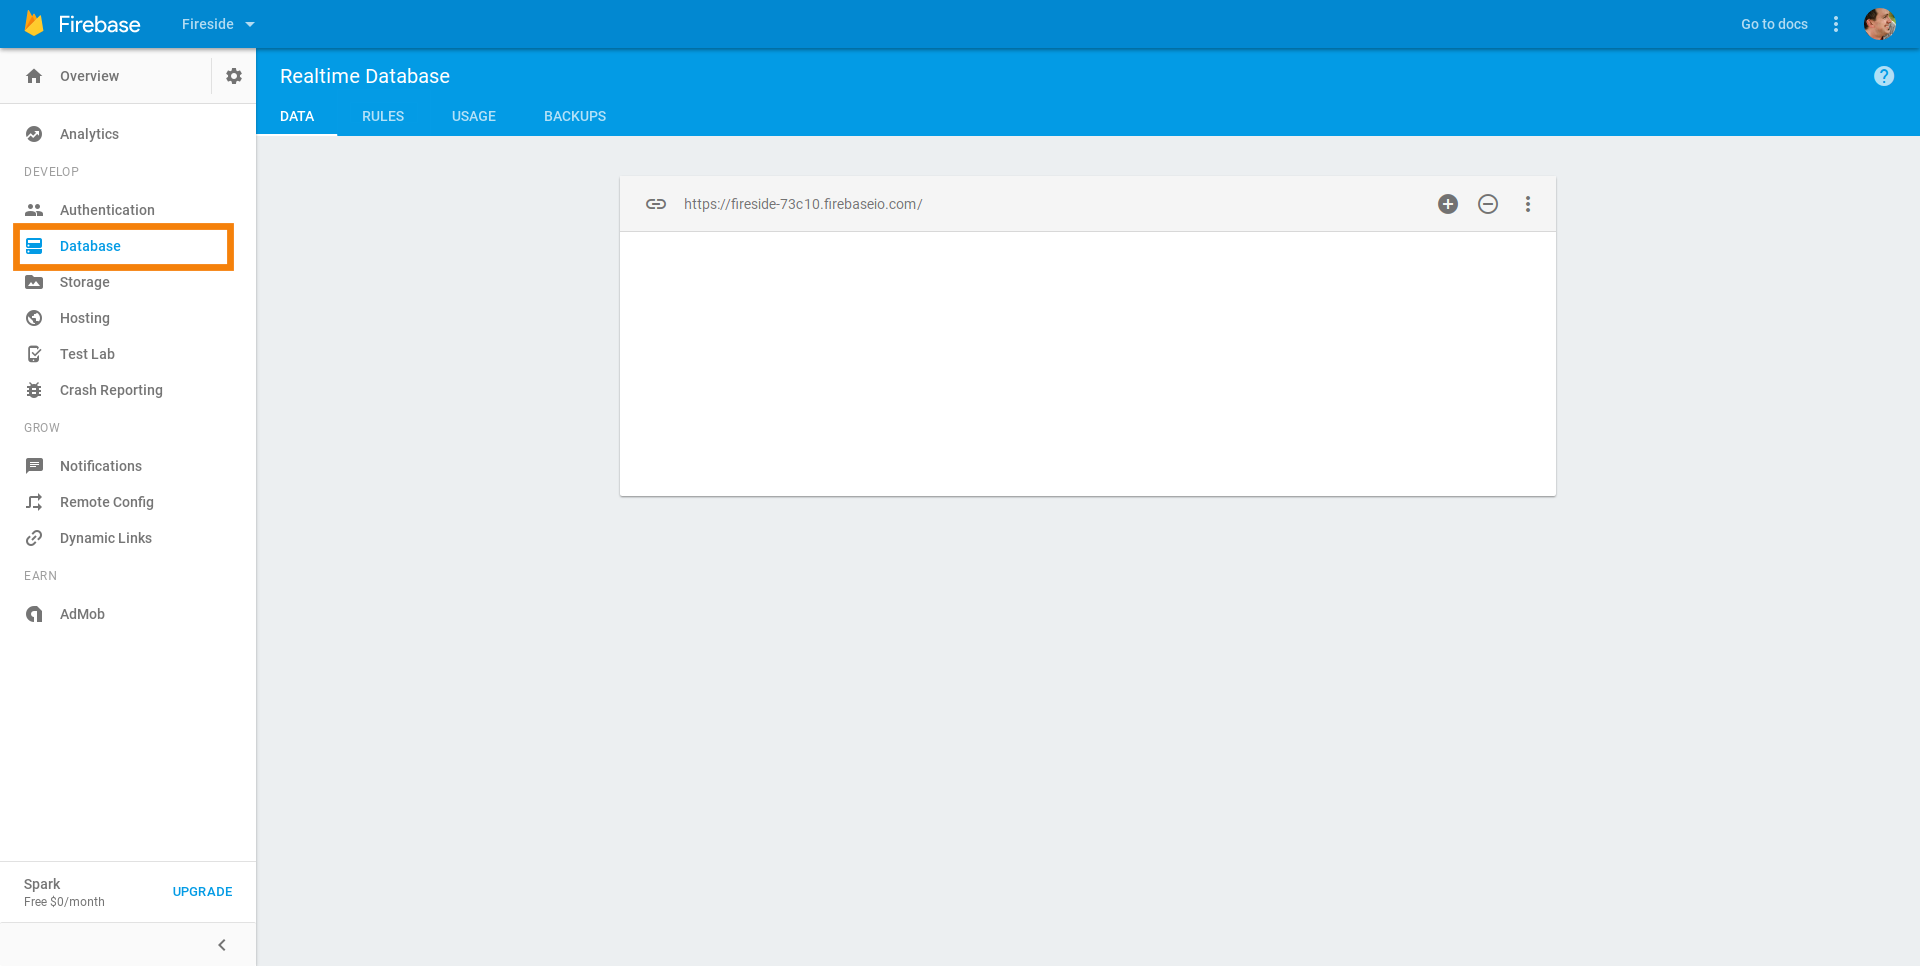 Firebase
Fireside
Go to docs
Overview
Realtime Database
DATA
RULES
USAGE
BACKUPS
Analytics
DEVELOP
Authentication
Database
Storage
Hosting
Test Lab
Crash Reporting
GROW
Notifications
Remote Config
Dynamic Links
EARN
AdMob
https://fireside-73c10.firebaseio.com/
Spark
Free $0/month
UPGRADE